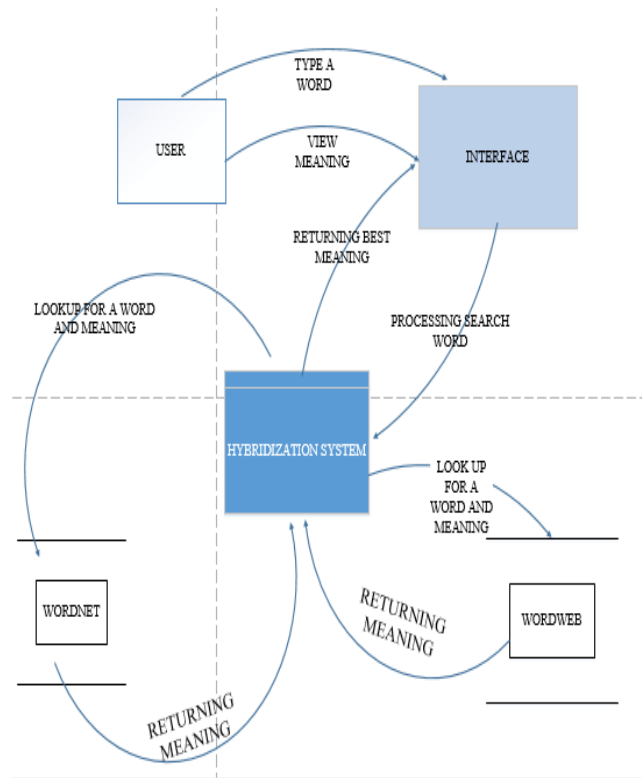 TYPE A
WORD
USER
VIEW
MEANING
INTERFACE
RETURNING BEST
MEANING
LOOKUP FOR A WORD
AND MEANING
PROCESSING SEARCH
WORD
HYBRIDIZATION SYSTEM
LOOK UP
FOR A
WORD AND
MEANING
WORDNET
RETURNING
MEANING
WORDWEB
RETURNING
MEANING